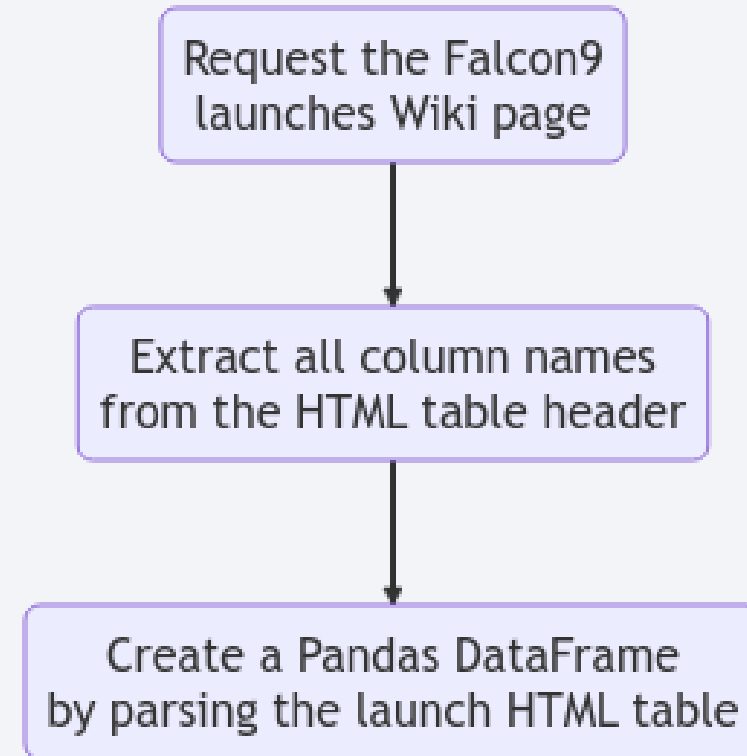 Request the Falcon9
launches Wiki page
Extract all column names
from the HTML table header
Create a Pandas DataFrame
by parsing the launch HTML table